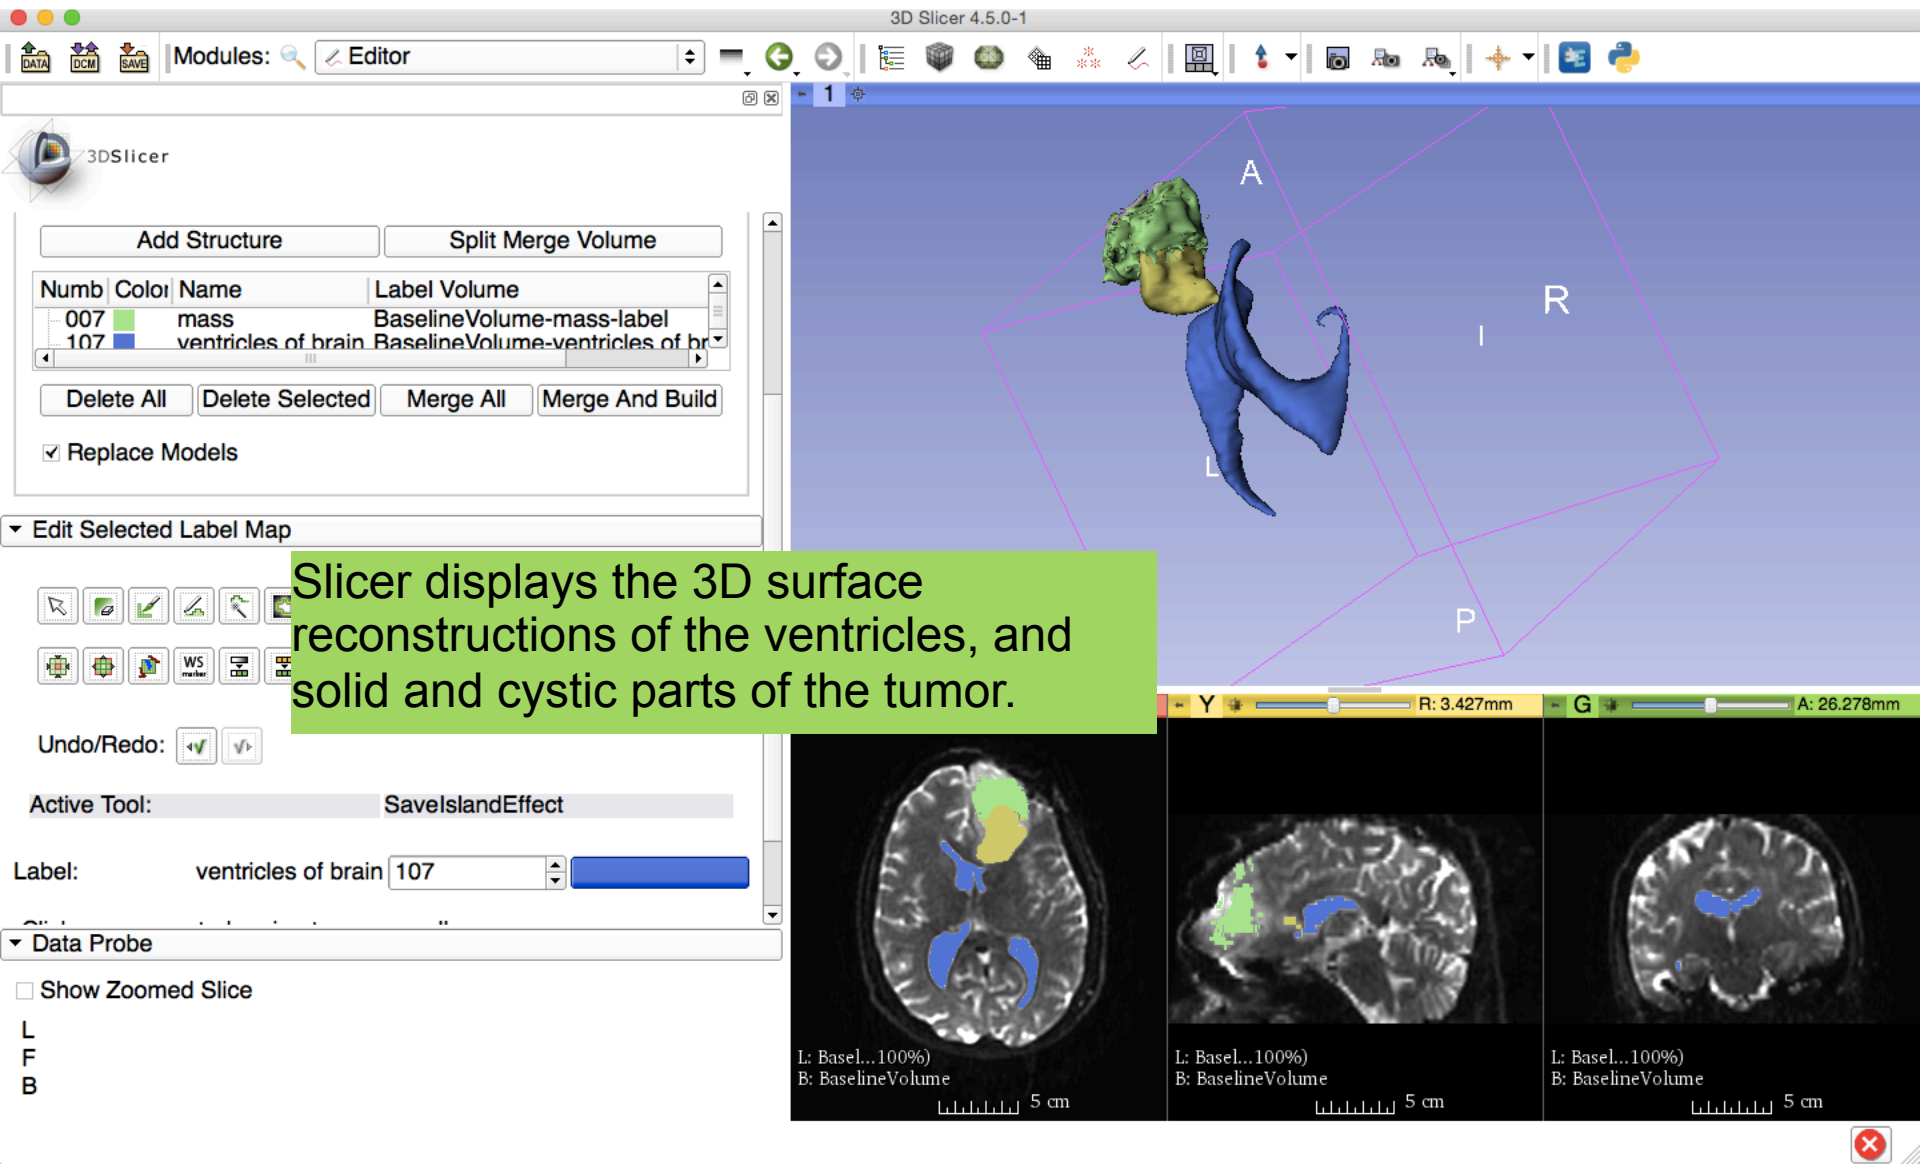 3D Slicer 4.5.0-1
DATA DCM SAVE Modules: Editor
1
3DSlicer
Add Structure Split Merge Volume
Numb Color Name Label Volume
007 mass BaselineVolume-mass-label
107 ventricles of brain BaselineVolume-ventricles of br
Delete All Delete Selected Merge All Merge And Build
Replace Models
Edit Selected Label Map
WS
marker
Undo/Redo:
Active Tool: SaveIslandEffect
Label: ventricles of brain 107
Data Probe
Show Zoomed Slice
L
F
B
A
R
I
L
P
Slicer displays the 3D surface
reconstructions of the ventricles, and
solid and cystic parts of the tumor.
Y R: 3.427mm
G A: 26.278mm
L: Basel...100%)
B: BaselineVolume
5 cm
L: Basel...100%)
B: BaselineVolume
5 cm
L: Basel...100%)
B: BaselineVolume
5 cm